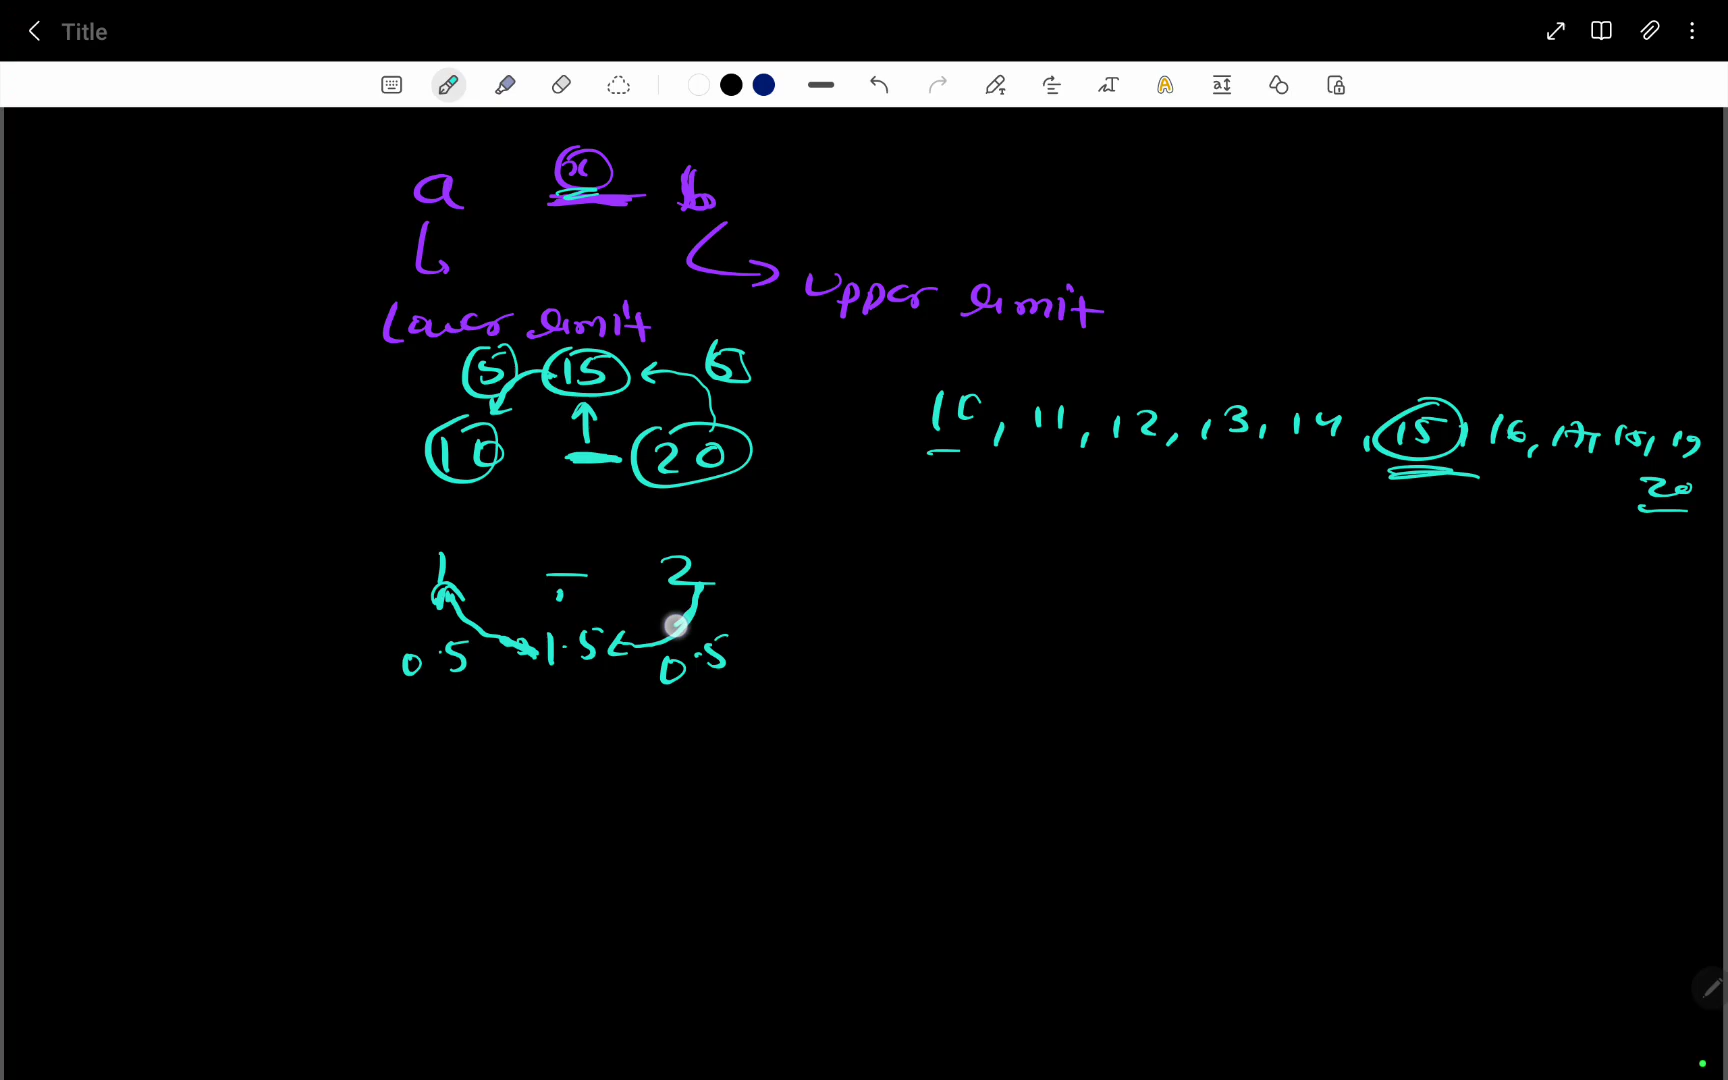 Title
a x b
Upper limit
Lower limit
5 15 5
10 20
10, 11, 12, 13, 14, 15, 16, 17, 18, 19
20
1 2
0.5 1.5 0.5